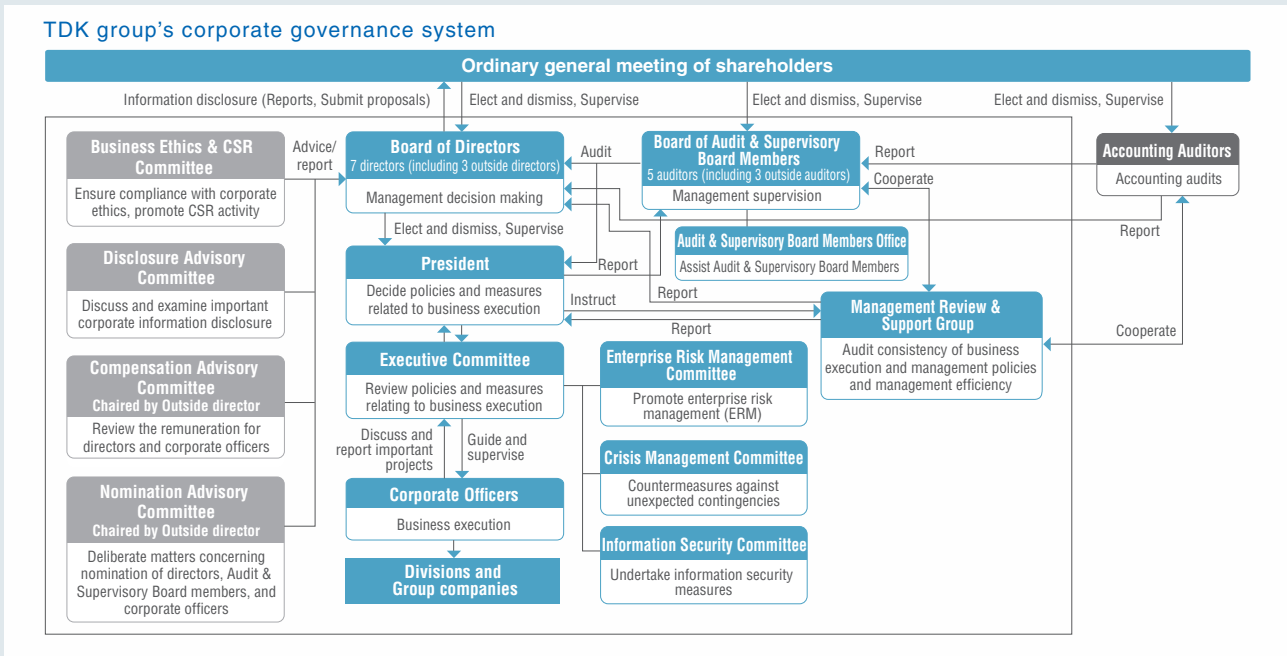 TDK group's corporate governance system
Ordinary general meeting of shareholders
Information disclosure (Reports, Submit proposals)
Elect and dismiss, Supervise
Elect and dismiss, Supervise
Elect and dismiss, Supervise
Business Ethics & CSR
Committee
Ensure compliance with corporate
ethics, promote CSR activity
Advice/
report
Board of Directors
7 directors (including 3 outside directors)
Management decision making
Audit
Board of Audit & Supervisory
Board Members
5 auditors (including 3 outside auditors)
Management supervision
Report
Cooperate
Accounting Auditors
Accounting audits
Report
Elect and dismiss, Supervise
Audit & Supervisory Board Members Office
Assist Audit & Supervisory Board Members
Disclosure Advisory
Committee
Discuss and examine important
corporate information disclosure
President
Decide policies and measures
related to business execution
Report
Instruct
Report
Report
Management Review &
Support Group
Audit consistency of business
execution and management policies
and management efficiency
Cooperate
Compensation Advisory
Committee
Chaired by Outside director
Review the remuneration for
directors and corporate officers
Executive Committee
Review policies and measures
relating to business execution
Enterprise Risk Management
Committee
Promote enterprise risk
management (ERM)
Discuss and
report important
projects
Guide and
supervise
Crisis Management Committee
Countermeasures against
unexpected contingencies
Nomination Advisory
Committee
Chaired by Outside director
Deliberate matters concerning
nomination of directors, Audit &
Supervisory Board members, and
corporate officers
Corporate Officers
Business execution
Information Security Committee
Undertake information security
measures
Divisions and
Group companies